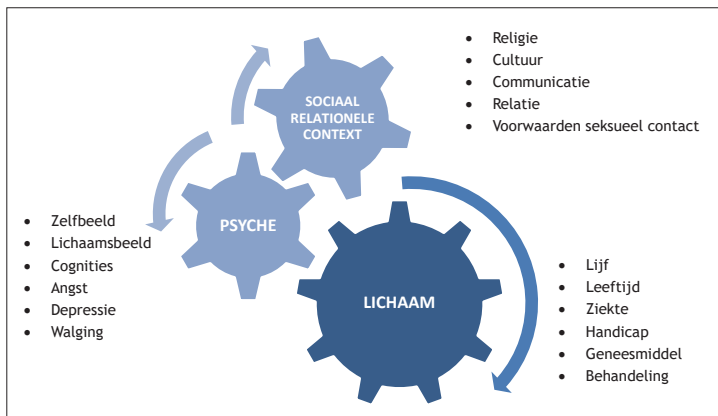 SOCIAAL
RELATIONELE
CONTEXT
• Religie
• Cultuur
• Communicatie
• Relatie
• Voorwaarden seksueel contact
PSYCHE
• Zelfbeeld
• Lichaamsbeeld
• Cognities
• Angst
• Depressie
• Walging
LICHAAM
• Lijf
• Leeftijd
• Ziekte
• Handicap
• Geneesmiddel
• Behandeling